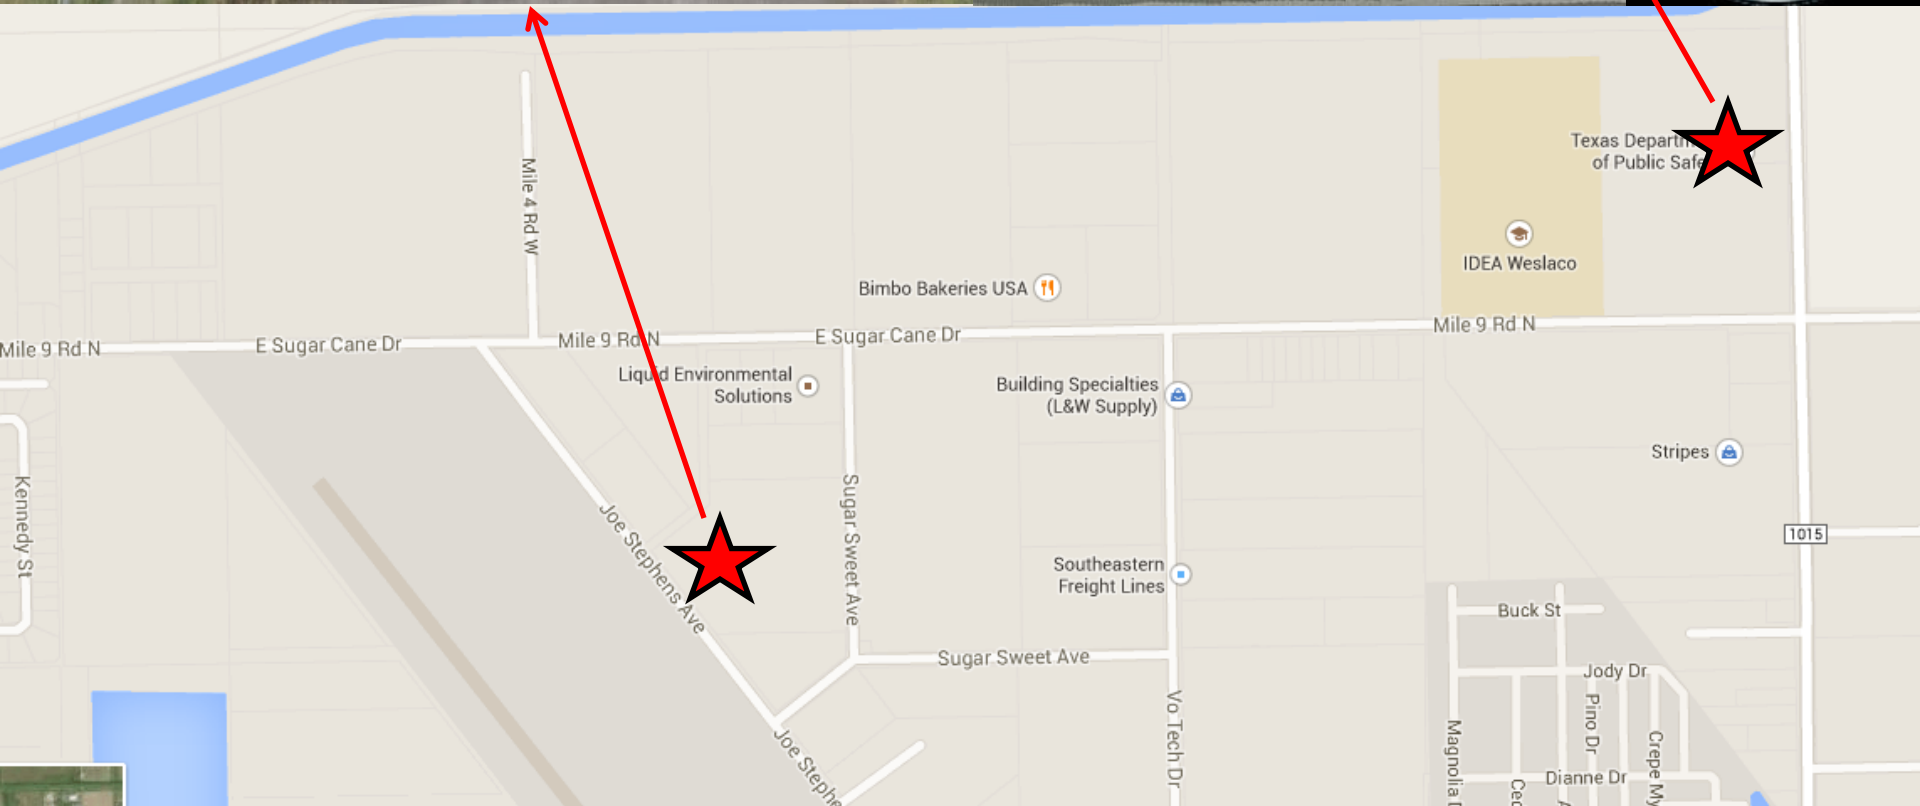 Texas Departm
of Public Safe
Mile 4 Rd W
IDEA Weslaco
Bimbo Bakeries USA
Mile 9 Rd N
E Sugar Cane Dr
Mile 9 Rd N
E Sugar Cane Dr
Mile 9 Rd N
Liquid Environmental
Solutions
Building Specialties
(L&W Supply)
Stripes
Kennedy St
Joe Stephens Ave
Sugar Sweet Ave
1015
Southeastern
Freight Lines
Buck St
Sugar Sweet Ave
Jody Dr
Vo Tech Dr
Pino Dr
Magnolia
Crepe My
Joe Stephe
Dianne Dr